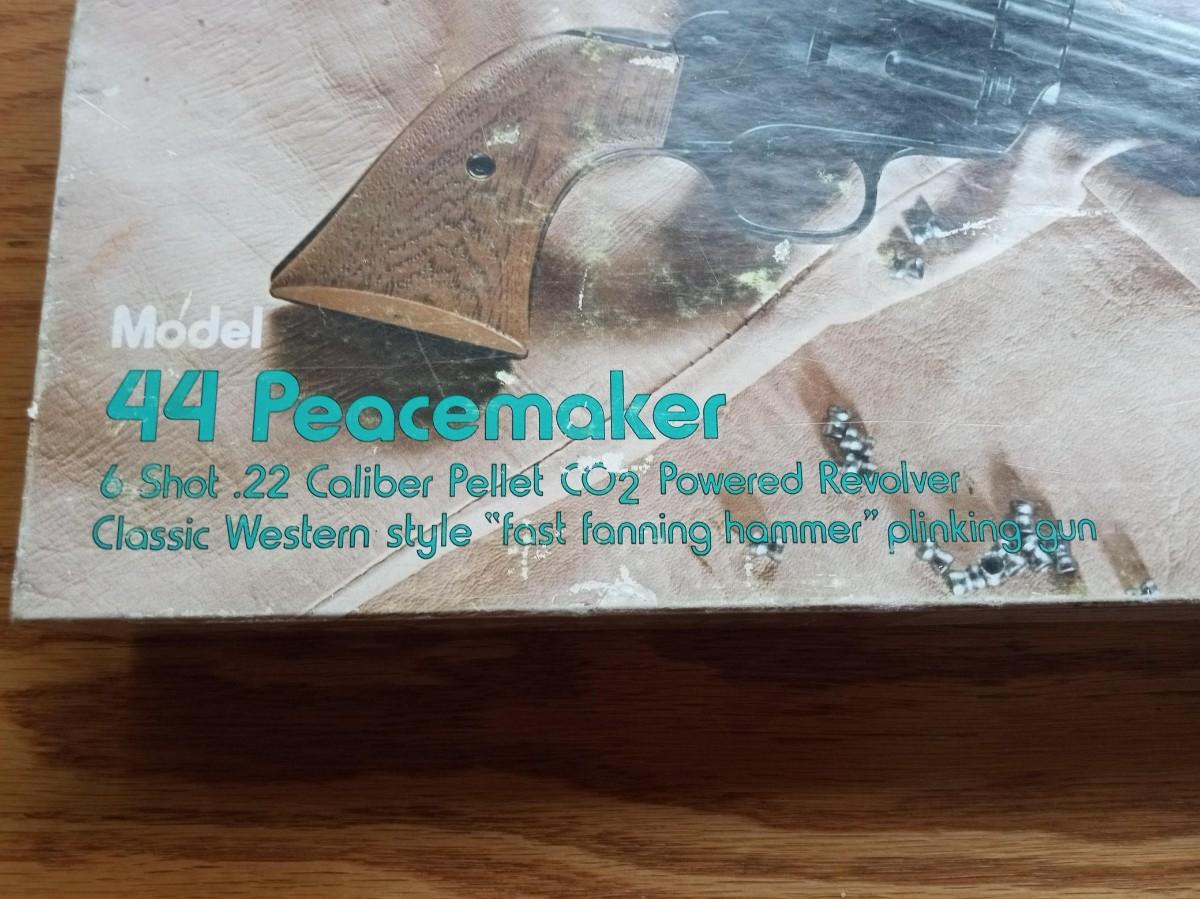 Model
44 Peacemaker
6 Shot .22 Caliber Pellet CO2 Powered Revolver
Classic Western style "fast fanning hammer" plinking gun